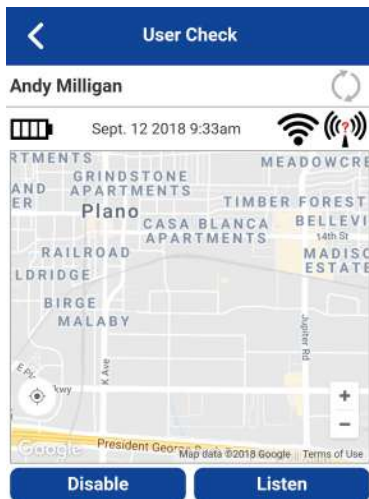 User Check
Andy Milligan
Sept. 12 2018 9:33am
?
RTMENTS
MEADOWCRE
GRINDSTONE
APARTMENTS
AND
ER
TIMBER FOREST
Plano
CASA BLANCA
APARTMENTS
BELLEVI
14th St
RAILROAD
MADISO
ESTATE
LDRIDGE
BIRGE
MALABY
Jupiter Rd
K Ave
kwy
+
−
Google
President George
Map data ©2018 Google
Terms of Use
Disable
Listen